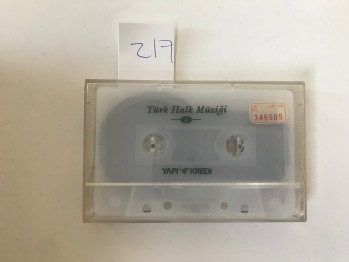 217
Türk Halk Müziği
345505
YAPI KREDİ